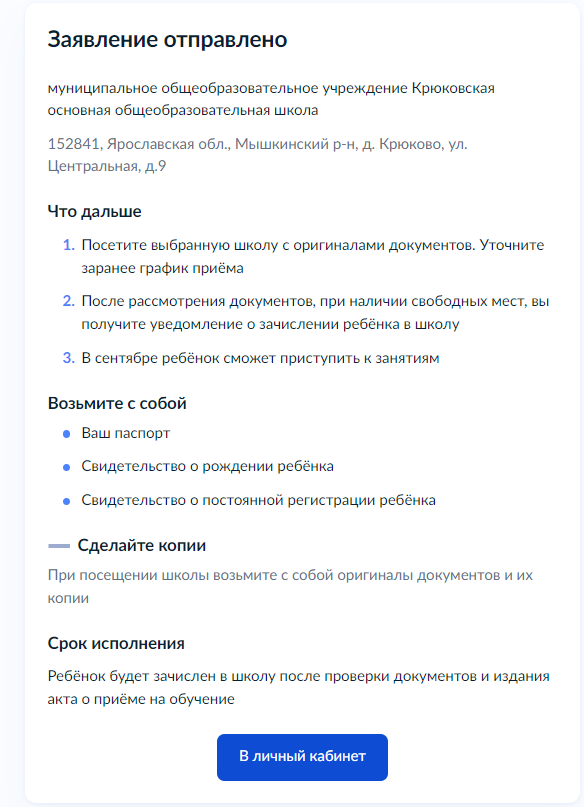 Заявление отправлено
муниципальное общеобразовательное учреждение Крюковская
основная общеобразовательная школа
152841, Ярославская обл., Мышкинский р-н, д. Крюково, ул.
Центральная, д.9
Что дальше
1. Посетите выбранную школу с оригиналами документов. Уточните
заранее график приёма
2. После рассмотрения документов, при наличии свободных мест, вы
получите уведомление о зачислении ребёнка в школу
3. В сентябре ребёнок сможет приступить к занятиям
Возьмите с собой
Ваш паспорт
Свидетельство о рождении ребёнка
Свидетельство о постоянной регистрации ребёнка
Сделайте копии
При посещении школы возьмите с собой оригиналы документов и их
копии
Срок исполнения
Ребёнок будет зачислен в школу после проверки документов и издания
акта о приёме на обучение
В личный кабинет